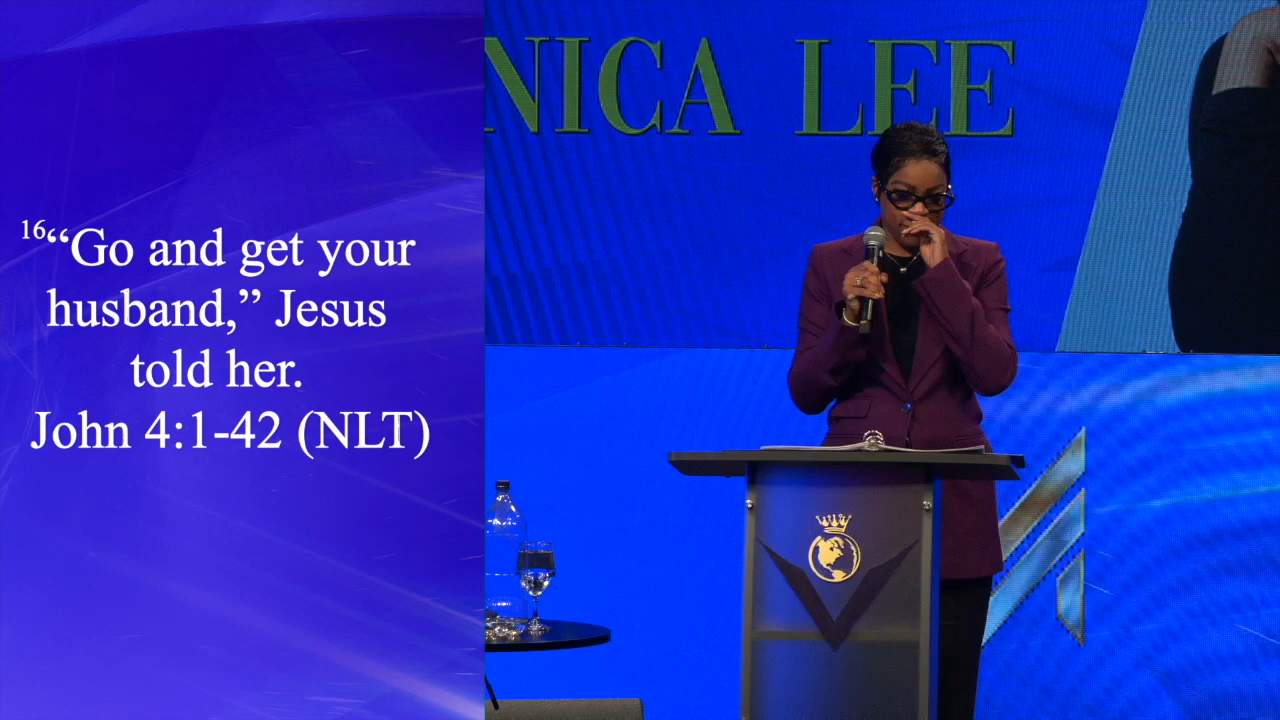 ¹⁶“Go and get your
husband,” Jesus
told her.
John 4:1-42 (NLT)
NICA LEE